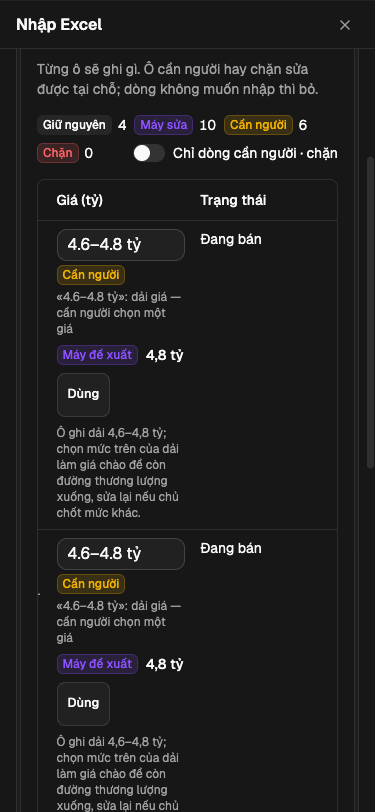 Nhập Excel
Từng ô sẽ ghi gì. Ô cần người hay chặn sửa
được tại chỗ; dòng không muốn nhập thì bỏ.
Giữ nguyên 4 Máy sửa 10 Cần người 6
Chặn 0 Chỉ dòng cần người · chặn
Giá (tỷ) Trạng thái
4.6–4.8 tỷ Đang bán
Cần người
«4.6–4.8 tỷ»: dải giá —
cần người chọn một
giá
Máy đề xuất 4,8 tỷ
Dùng
Ô ghi dải 4,6–4,8 tỷ;
chọn mức trên của dải
làm giá chào để còn
đường thương lượng
xuống, sửa lại nếu chủ
chốt mức khác.
4.6–4.8 tỷ Đang bán
Cần người
«4.6–4.8 tỷ»: dải giá —
cần người chọn một
giá
Máy đề xuất 4,8 tỷ
Dùng
Ô ghi dải 4,6–4,8 tỷ;
chọn mức trên của dải
làm giá chào để còn
đường thương lượng
xuống, sửa lại nếu chủ